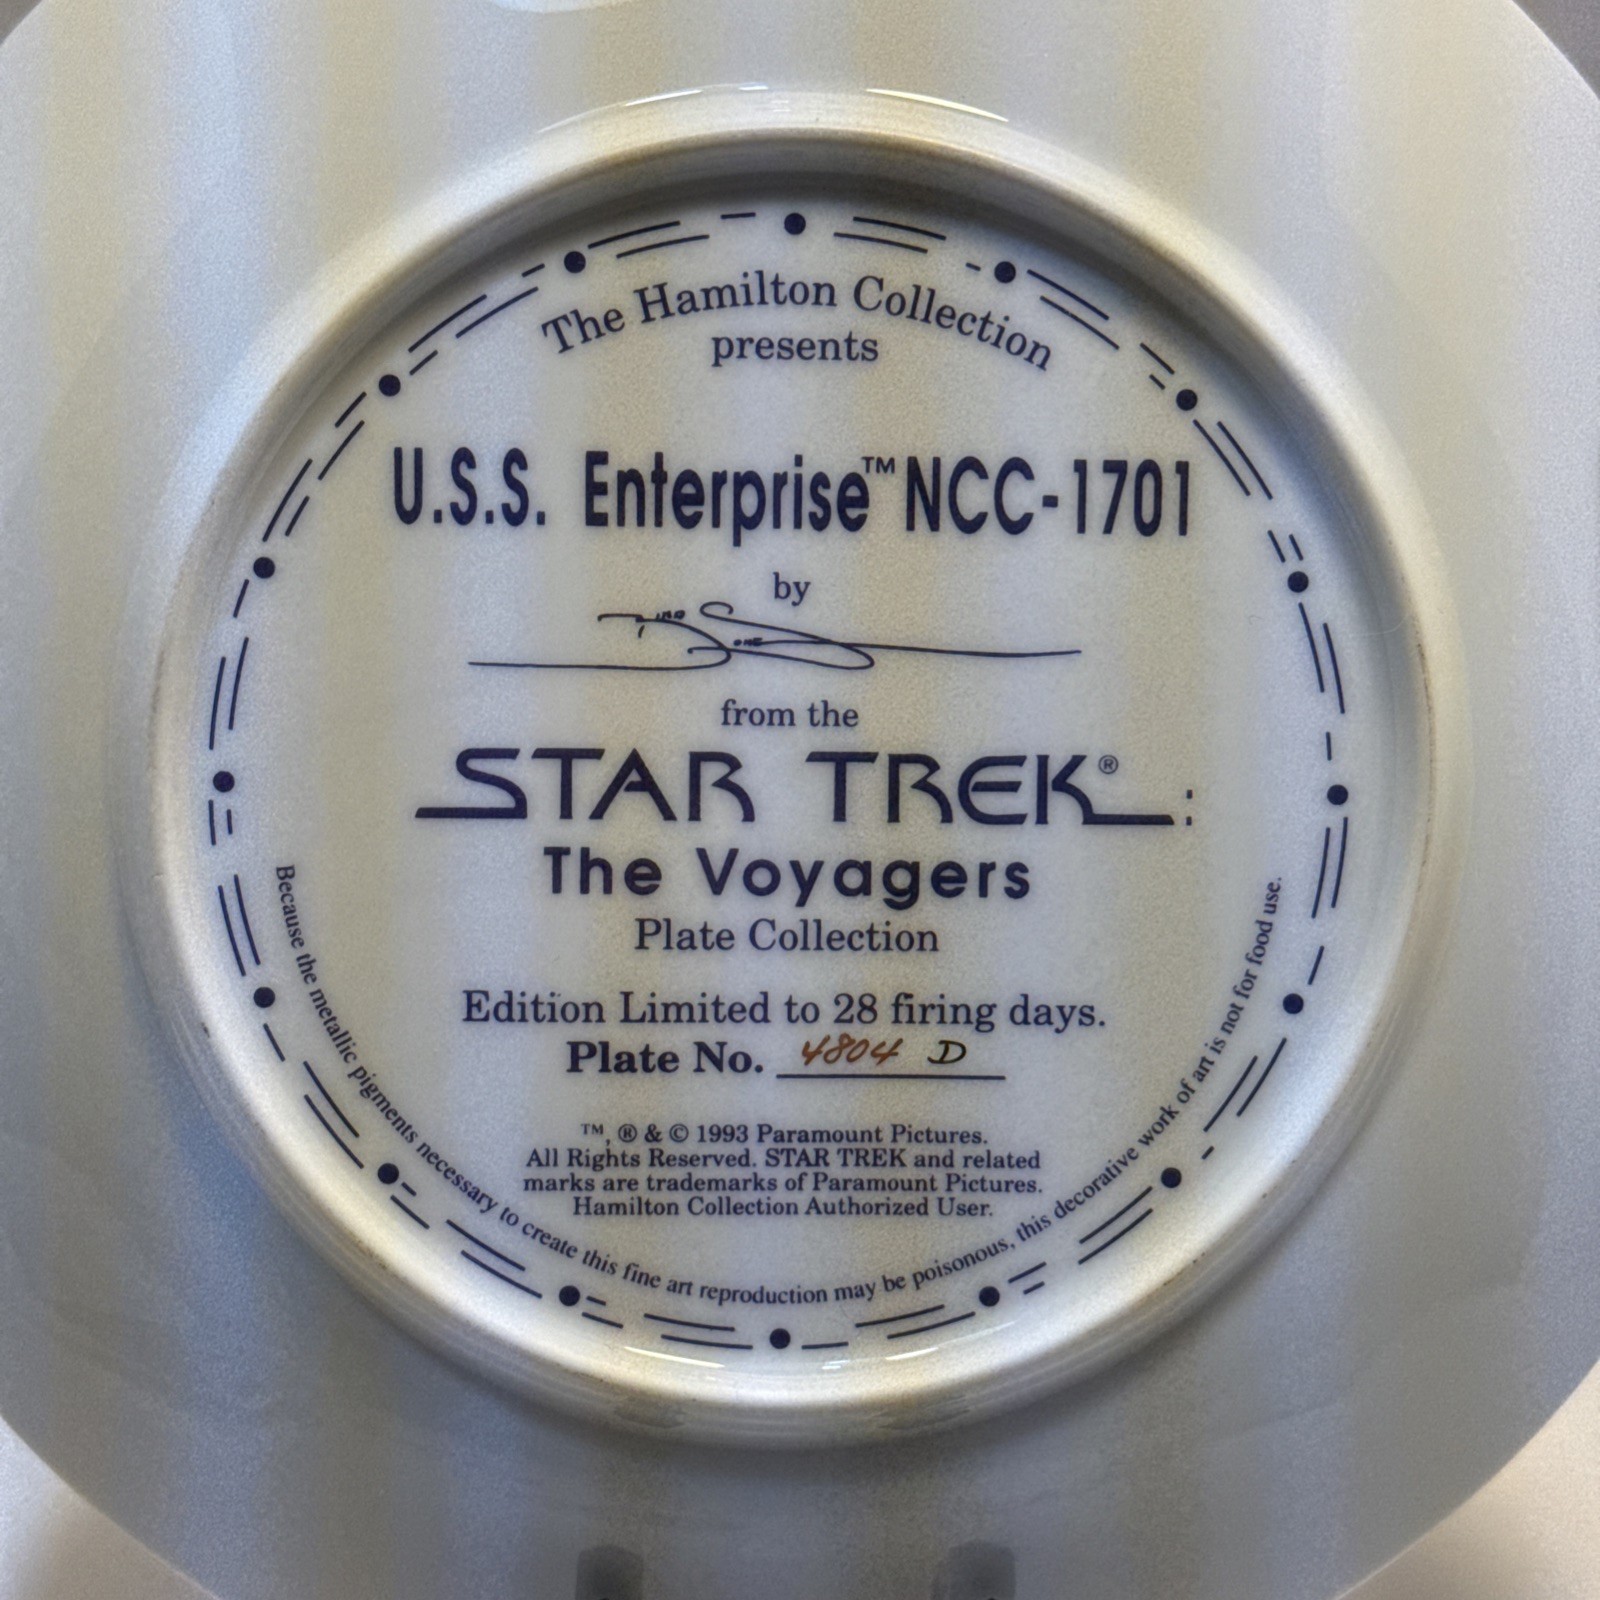 The Hamilton Collection
presents
U.S.S. Enterprise™ NCC-1701
by
from the
STAR TREK®:
The Voyagers
Plate Collection
Edition Limited to 28 firing days.
Plate No. 4804 D
™, ® & © 1993 Paramount Pictures.
All Rights Reserved. STAR TREK and related
marks are trademarks of Paramount Pictures.
Hamilton Collection Authorized User.
Because the metallic pigments necessary to create this fine art reproduction may be poisonous, this decorative work of art is not for food use.